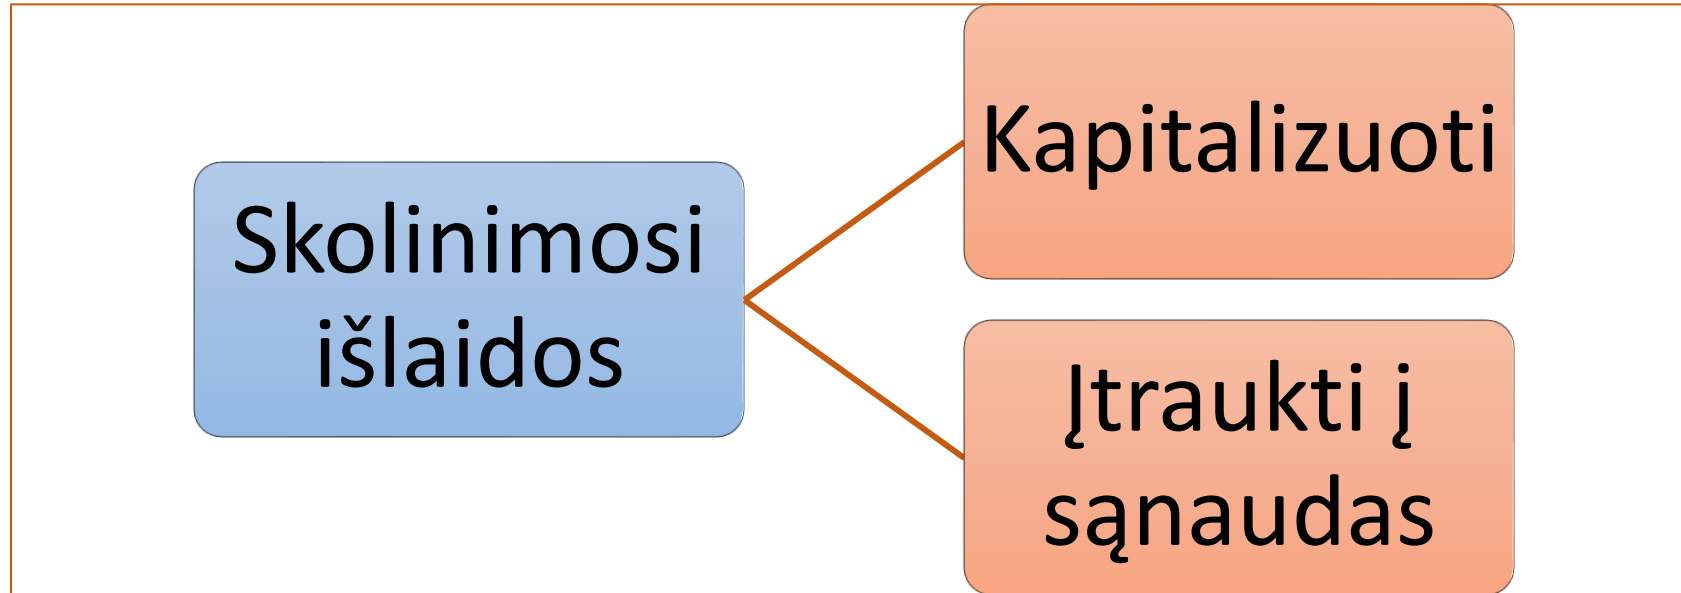 Skolinimosi
išlaidos
Kapitalizuoti
Įtraukti į
sąnaudas